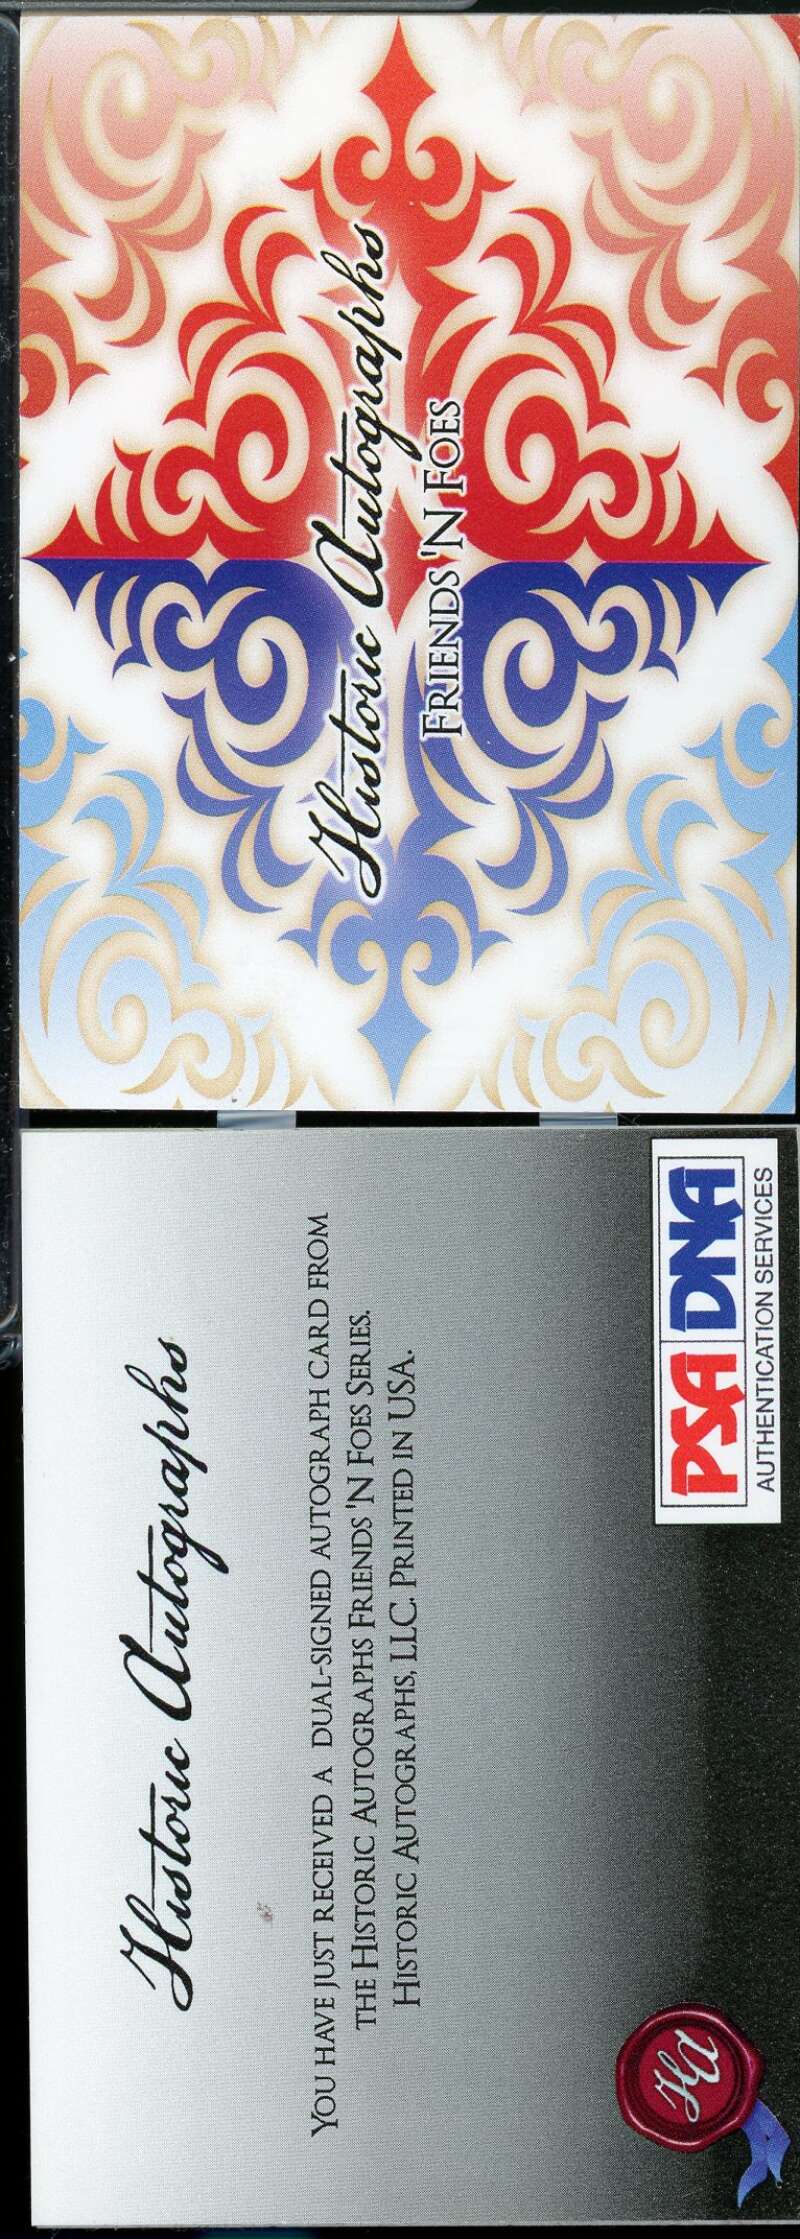 Historic Autographs
FRIENDS 'N FOES
Historic Autographs
YOU HAVE JUST RECEIVED A DUAL-SIGNED AUTOGRAPH CARD FROM
THE HISTORIC AUTOGRAPHS FRIENDS 'N FOES SERIES.
HISTORIC AUTOGRAPHS, LLC. PRINTED IN USA.
PSA DNA
AUTHENTICATION SERVICES
HA